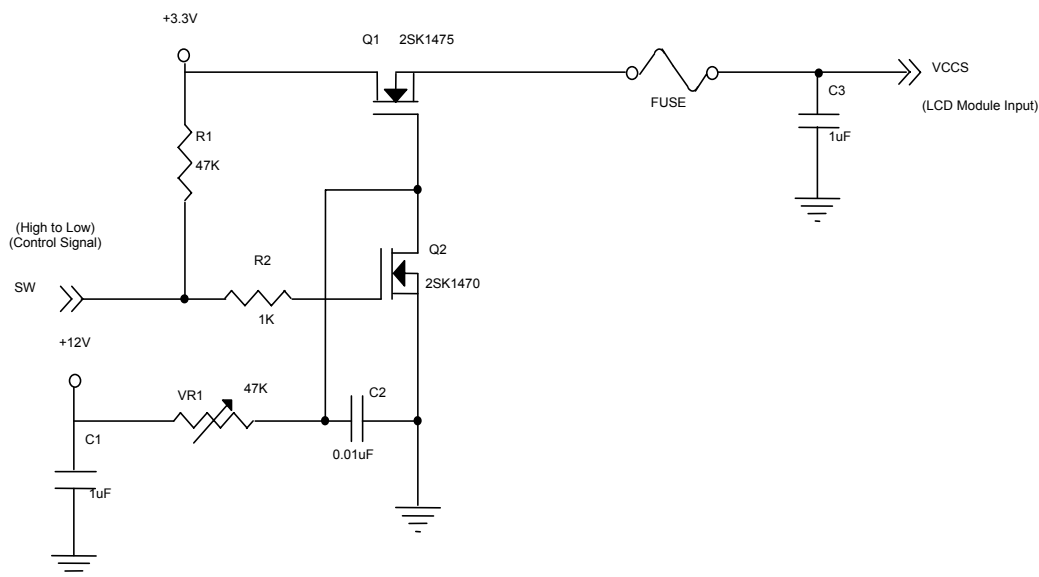 +3.3V
Q1 2SK1475
VCCS
(LCD Module Input)
FUSE
C3
1uF
R1
47K
(High to Low)
(Control Signal)
SW
R2
1K
Q2
2SK1470
+12V
VR1
47K
C2
0.01uF
C1
1uF